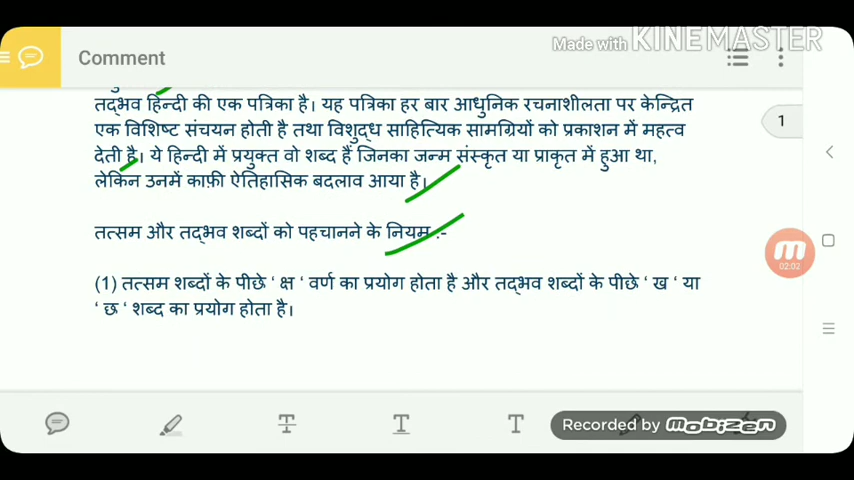 Made with KINEMASTER
Comment
तद्भव हिन्दी की एक पत्रिका है। यह पत्रिका हर बार आधुनिक रचनाशीलता पर केन्द्रित
1
एक विशिष्ट संचयन होती है तथा विशुद्ध साहित्यिक सामग्रियों को प्रकाशन में महत्व
देती है। ये हिन्दी में प्रयुक्त वो शब्द हैं जिनका जन्म संस्कृत या प्राकृत में हुआ था,
लेकिन उनमें काफ़ी ऐतिहासिक बदलाव आया है।
तत्सम और तद्भव शब्दों को पहचानने के नियम :-
02:02
(1) तत्सम शब्दों के पीछे ‘ क्ष ‘ वर्ण का प्रयोग होता है और तद्भव शब्दों के पीछे ‘ ख ‘ या
‘ छ ‘ शब्द का प्रयोग होता है।
T T T
Recorded by MOBIZEN